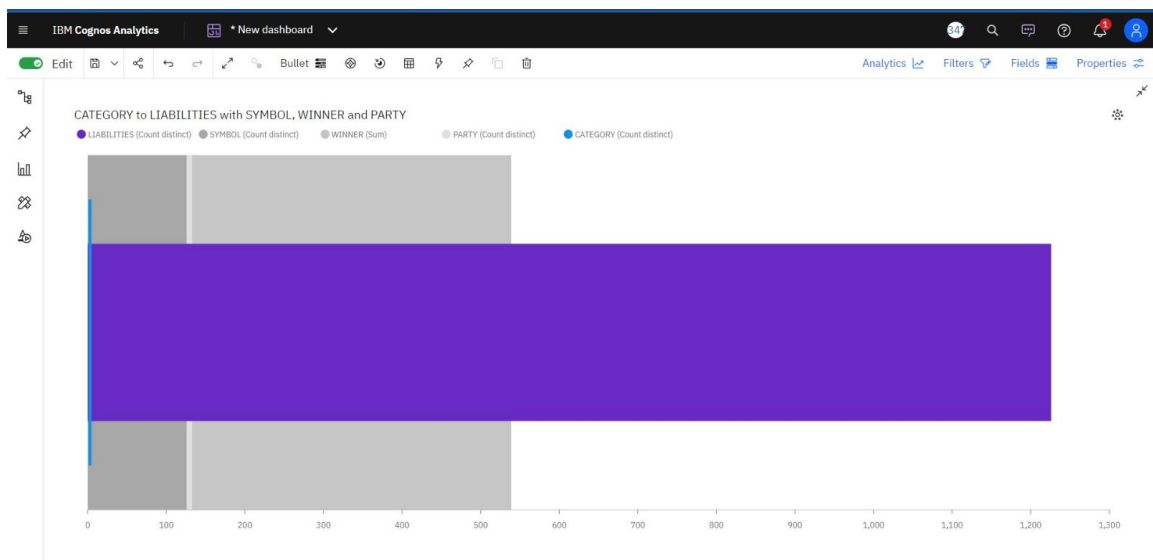 IBM Cognos Analytics * New dashboard 1
Edit Bullet Analytics Filters Fields Properties
CATEGORY to LIABILITIES with SYMBOL, WINNER and PARTY
LIABILITIES (Count distinct) SYMBOL (Count distinct) WINNER (Sum) PARTY (Count distinct) CATEGORY (Count distinct)
0 100 200 300 400 500 600 700 800 900 1,000 1,100 1,200 1,300